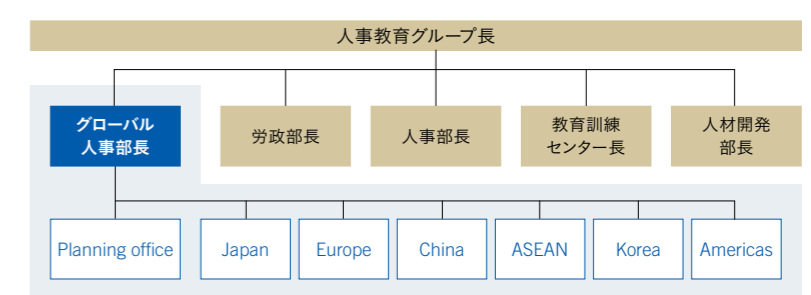 人事教育グループ長
グローバル
人事部長
労政部長
人事部長
教育訓練
センター長
人材開発
部長
Planning office
Japan
Europe
China
ASEAN
Korea
Americas